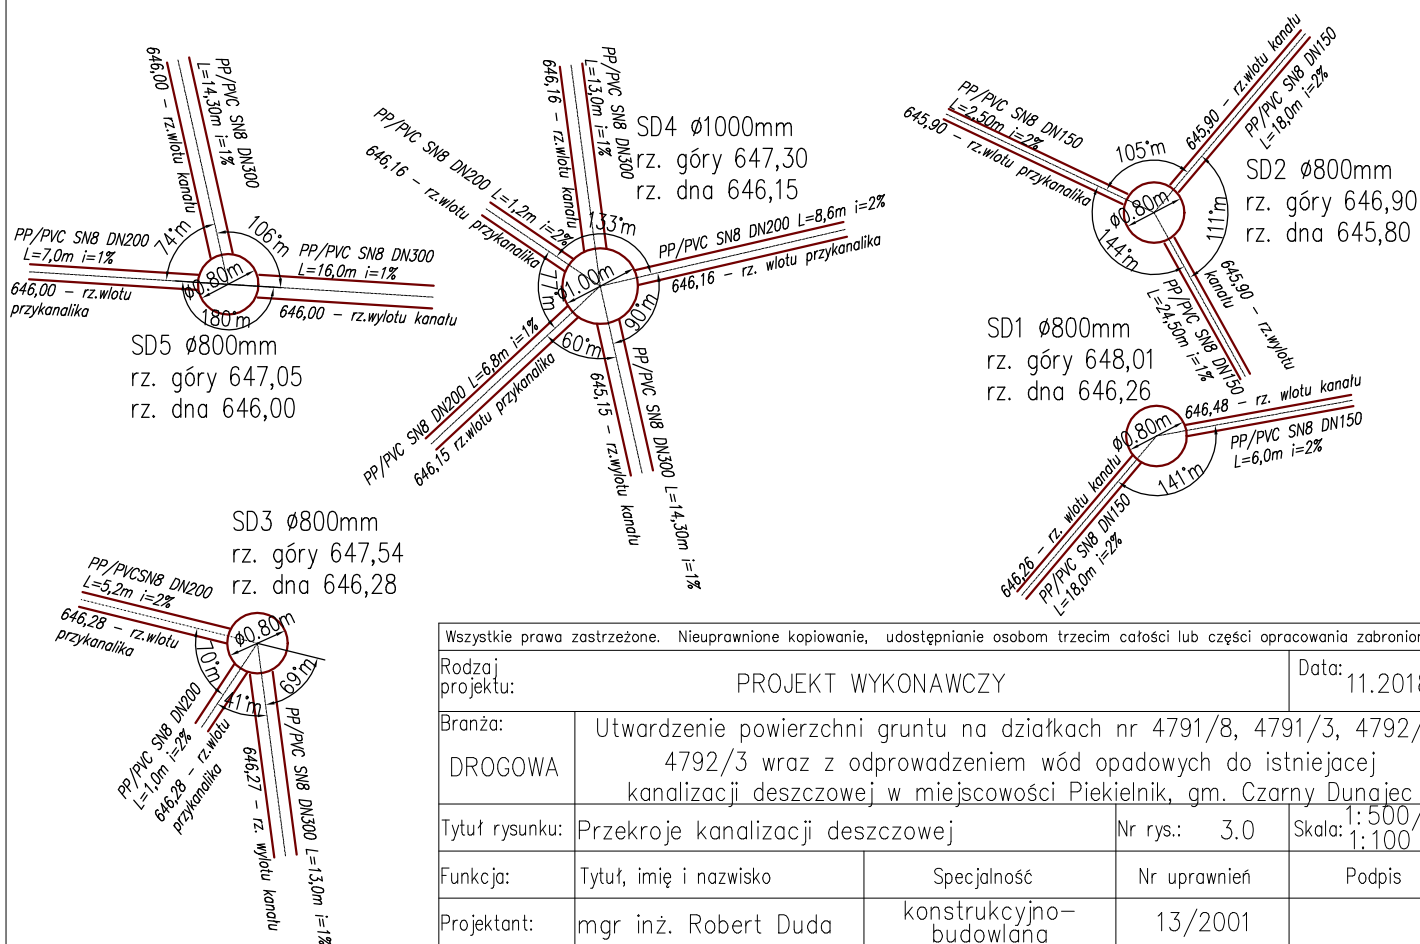 646,00 – rz.wlotu kanału
PP/PVC SN8 DN300
L=14,30m i=1%
74°m
106°m
PP/PVC SN8 DN200
L=7,0m i=1%
646,00 – rz.wlotu
przykanalika
PP/PVC SN8 DN300
L=16,0m i=1%
646,00 – rz.wylotu kanału
Ø0.80m
180°m
SD5 Ø800mm
rz. góry 647,05
rz. dna 646,00
PP/PVC SN8 DN200 L=1,2m i=2%
646,16 – rz.wlotu przykanalika
646,16 – rz.wlotu kanału
PP/PVC SN8 DN300
L=13,0m i=1%
SD4 Ø1000mm
rz. góry 647,30
rz. dna 646,15
133°m
PP/PVC SN8 DN200 L=8,6m i=2%
646,16 – rz. wlotu przykanalika
77°m
Ø1.00m
90°m
60°m
PP/PVC SN8 DN200 L=6,8m i=1%
646,15 rz.wlotu przykanalika
645,15 – rz.wylotu kanału
PP/PVC SN8 DN300 L=14,30m i=1%
PP/PVC SN8 DN150
L=2,50m i=2%
645,90 – rz.wlotu przykanalika
645,90 – rz.wlotu kanału
PP/PVC SN8 DN150
L=18,0m i=2%
105°m
Ø0.80m
111°m
144°m
SD2 Ø800mm
rz. góry 646,90
rz. dna 645,80
645,90 – rz.wylotu
kanału
PP/PVC SN8 DN150
L=24,50m i=1%
SD1 Ø800mm
rz. góry 648,01
rz. dna 646,26
646,48 – rz. wlotu kanału
PP/PVC SN8 DN150
L=6,0m i=2%
Ø0.80m
141°m
646,26 – rz. wlotu kanału
PP/PVC SN8 DN150
L=18,0m i=2%
SD3 Ø800mm
rz. góry 647,54
rz. dna 646,28
PP/PVCSN8 DN200
L=5,2m i=2%
646,28 – rz.wlotu
przykanalika
Ø0.80m
70°m
41°m
69°m
PP/PVC SN8 DN200
L=1,0m i=2%
646,28 – rz.wlotu
przykanalika
646,27 – rz. wylotu kanału
PP/PVC SN8 DN300 L=13,0m i=1%
Wszystkie prawa zastrzeżone. Nieuprawnione kopiowanie, udostępnianie osobom trzecim całości lub części opracowania zabronion
Rodzaj
projektu:
PROJEKT WYKONAWCZY
Data:
11.2018
Branża:
DROGOWA
Utwardzenie powierzchni gruntu na działkach nr 4791/8, 4791/3, 4792/
4792/3 wraz z odprowadzeniem wód opadowych do istniejacej
kanalizacji deszczowej w miejscowości Piekielnik, gm. Czarny Dunajec
Tytuł rysunku:
Przekroje kanalizacji deszczowej
Nr rys.: 3.0
Skala:
1:500/
1:100
Funkcja:
Tytuł, imię i nazwisko
Specjalność
Nr uprawnień
Podpis
Projektant:
mgr inż. Robert Duda
konstrukcyjno–
budowlana
13/2001